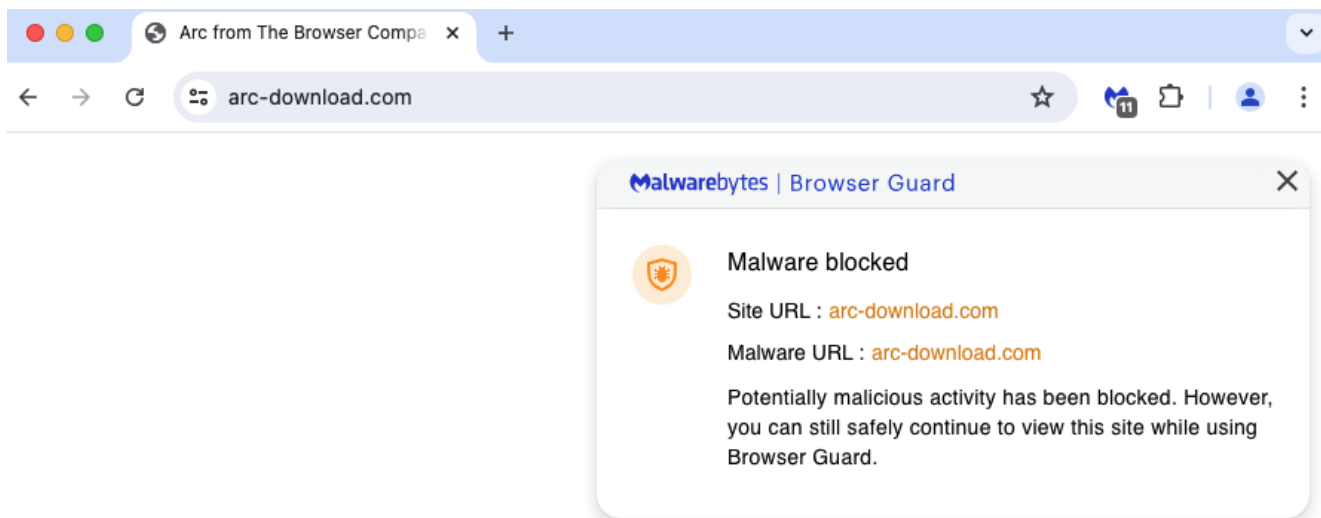 Arc from The Browser Compa
arc-download.com
11
Malwarebytes | Browser Guard
Malware blocked
Site URL : arc-download.com
Malware URL : arc-download.com
Potentially malicious activity has been blocked. However,
you can still safely continue to view this site while using
Browser Guard.